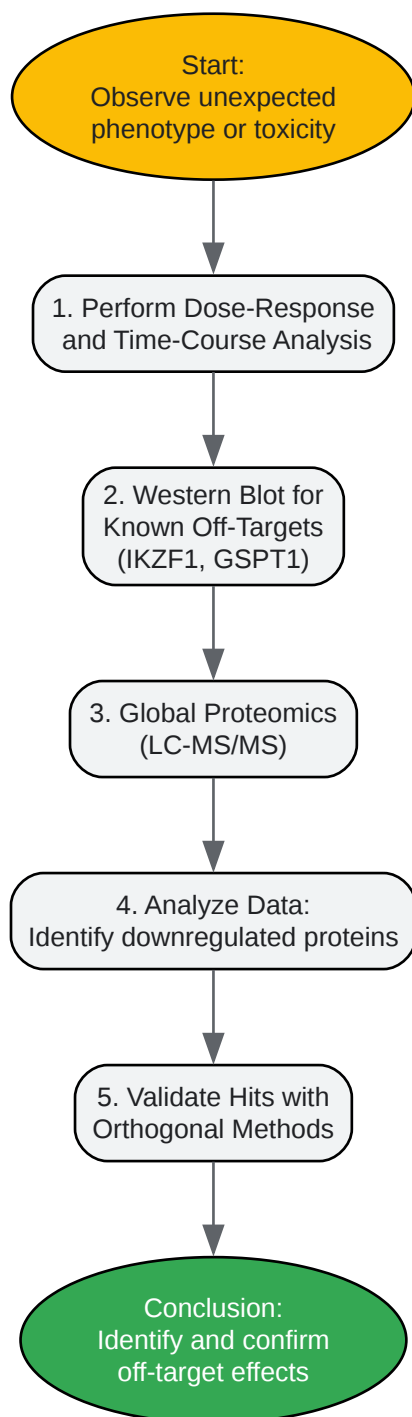 Start:
Observe unexpected
phenotype or toxicity
1. Perform Dose-Response
and Time-Course Analysis
2. Western Blot for
Known Off-Targets
(IKZF1, GSPT1)
3. Global Proteomics
(LC-MS/MS)
4. Analyze Data:
Identify downregulated proteins
5. Validate Hits with
Orthogonal Methods
Conclusion:
Identify and confirm
off-target effects